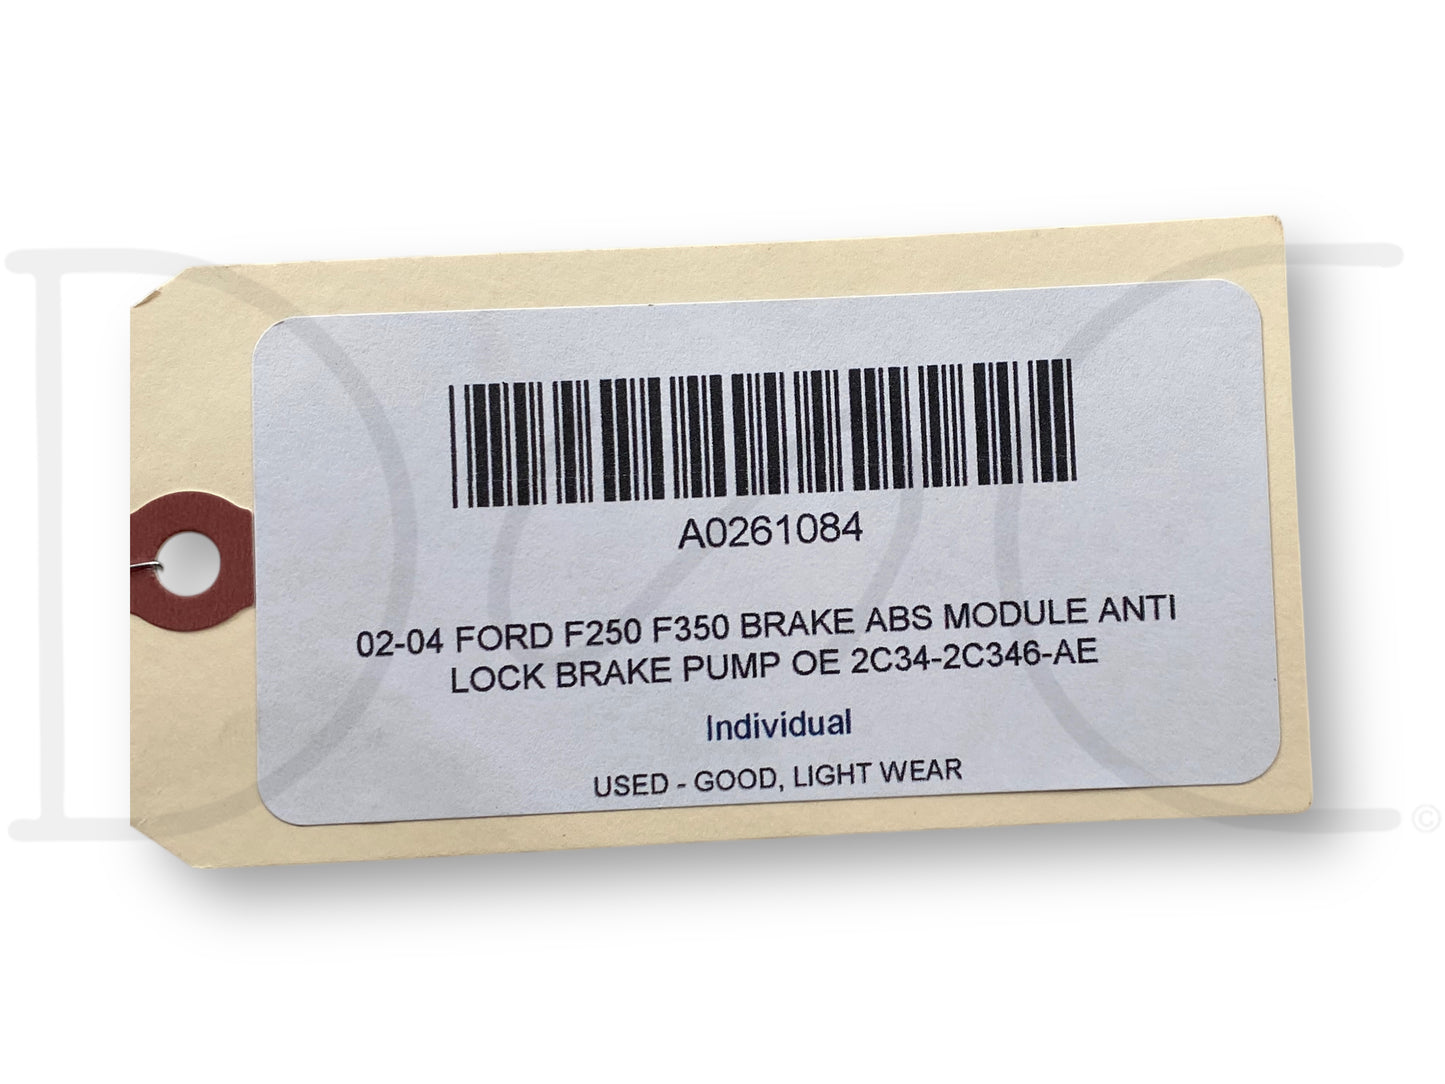 A0261084
02-04 FORD F250 F350 BRAKE ABS MODULE ANTI
LOCK BRAKE PUMP OE 2C34-2C346-AE
Individual
USED - GOOD, LIGHT WEAR
©